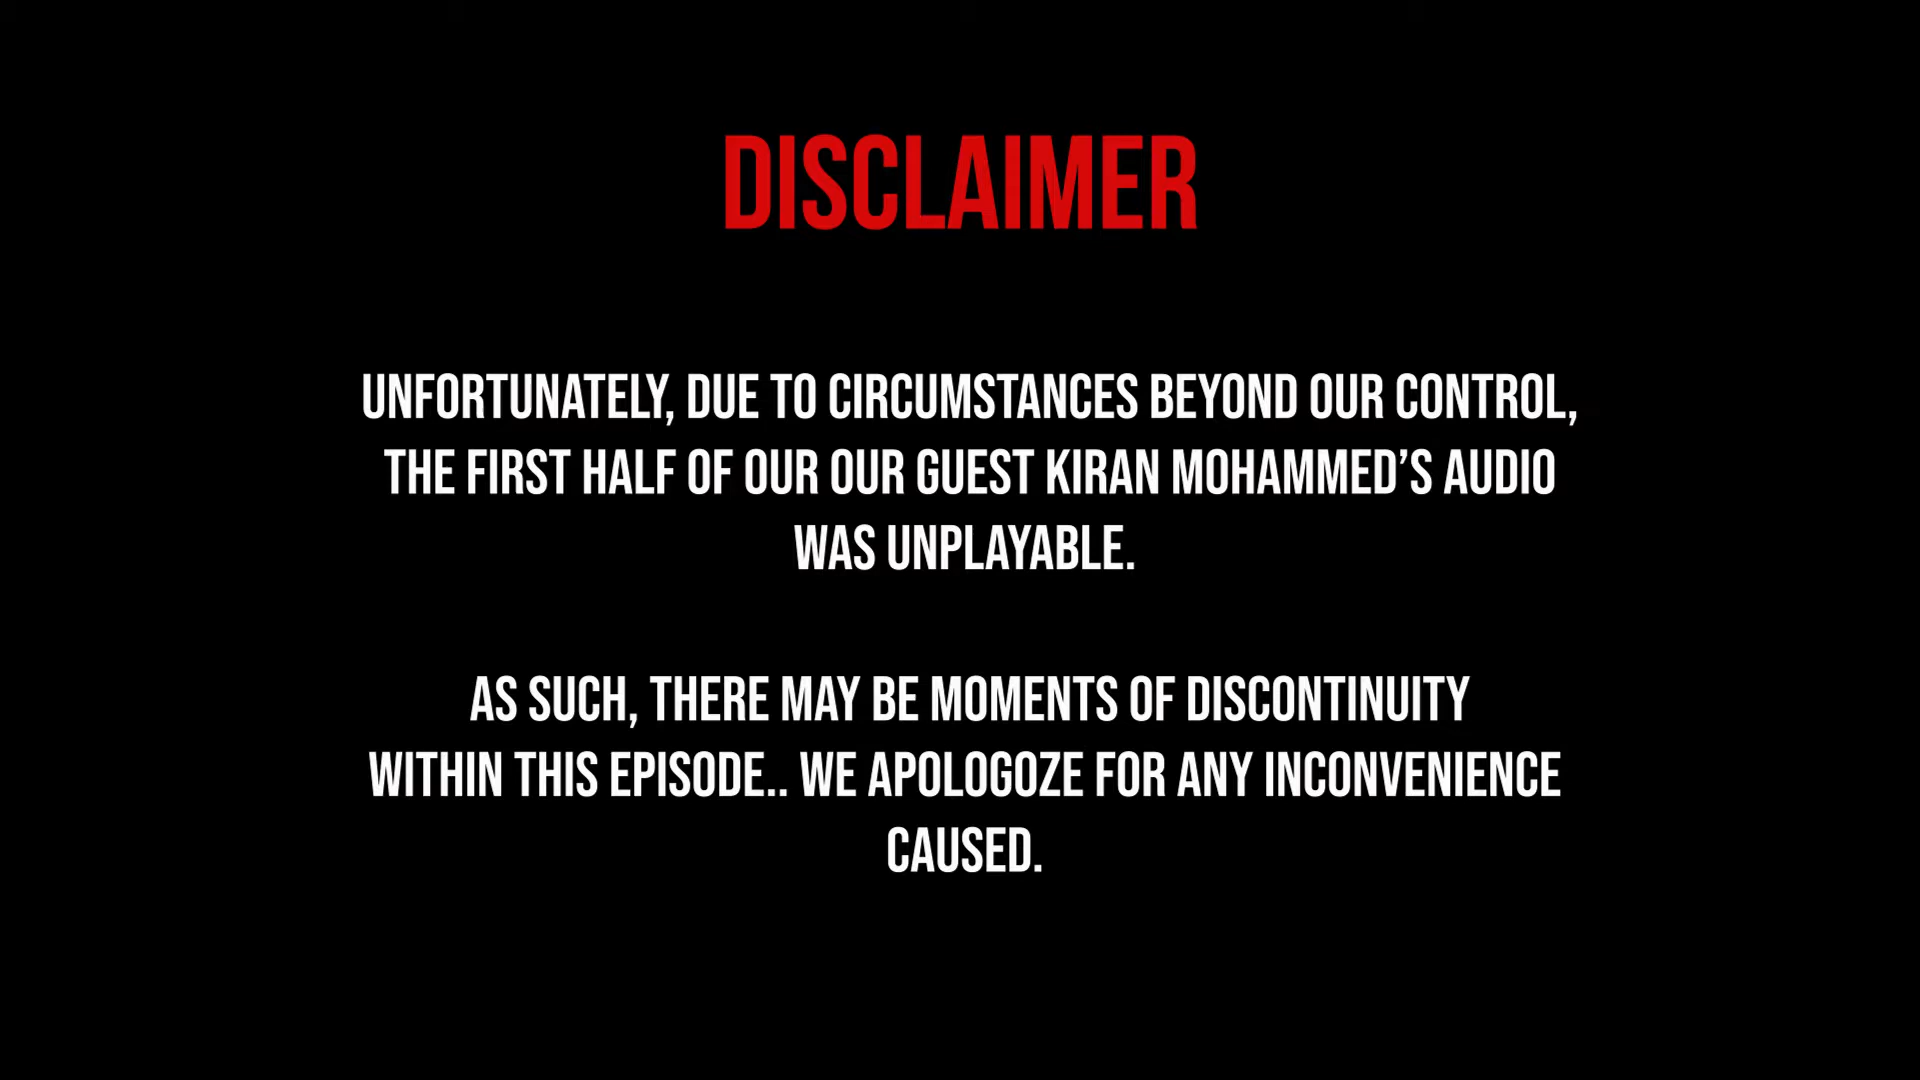 DISCLAIMER
UNFORTUNATELY, DUE TO CIRCUMSTANCES BEYOND OUR CONTROL,
THE FIRST HALF OF OUR OUR GUEST KIRAN MOHAMMED’S AUDIO
WAS UNPLAYABLE.
AS SUCH, THERE MAY BE MOMENTS OF DISCONTINUITY
WITHIN THIS EPISODE.. WE APOLOGOZE FOR ANY INCONVENIENCE
CAUSED.